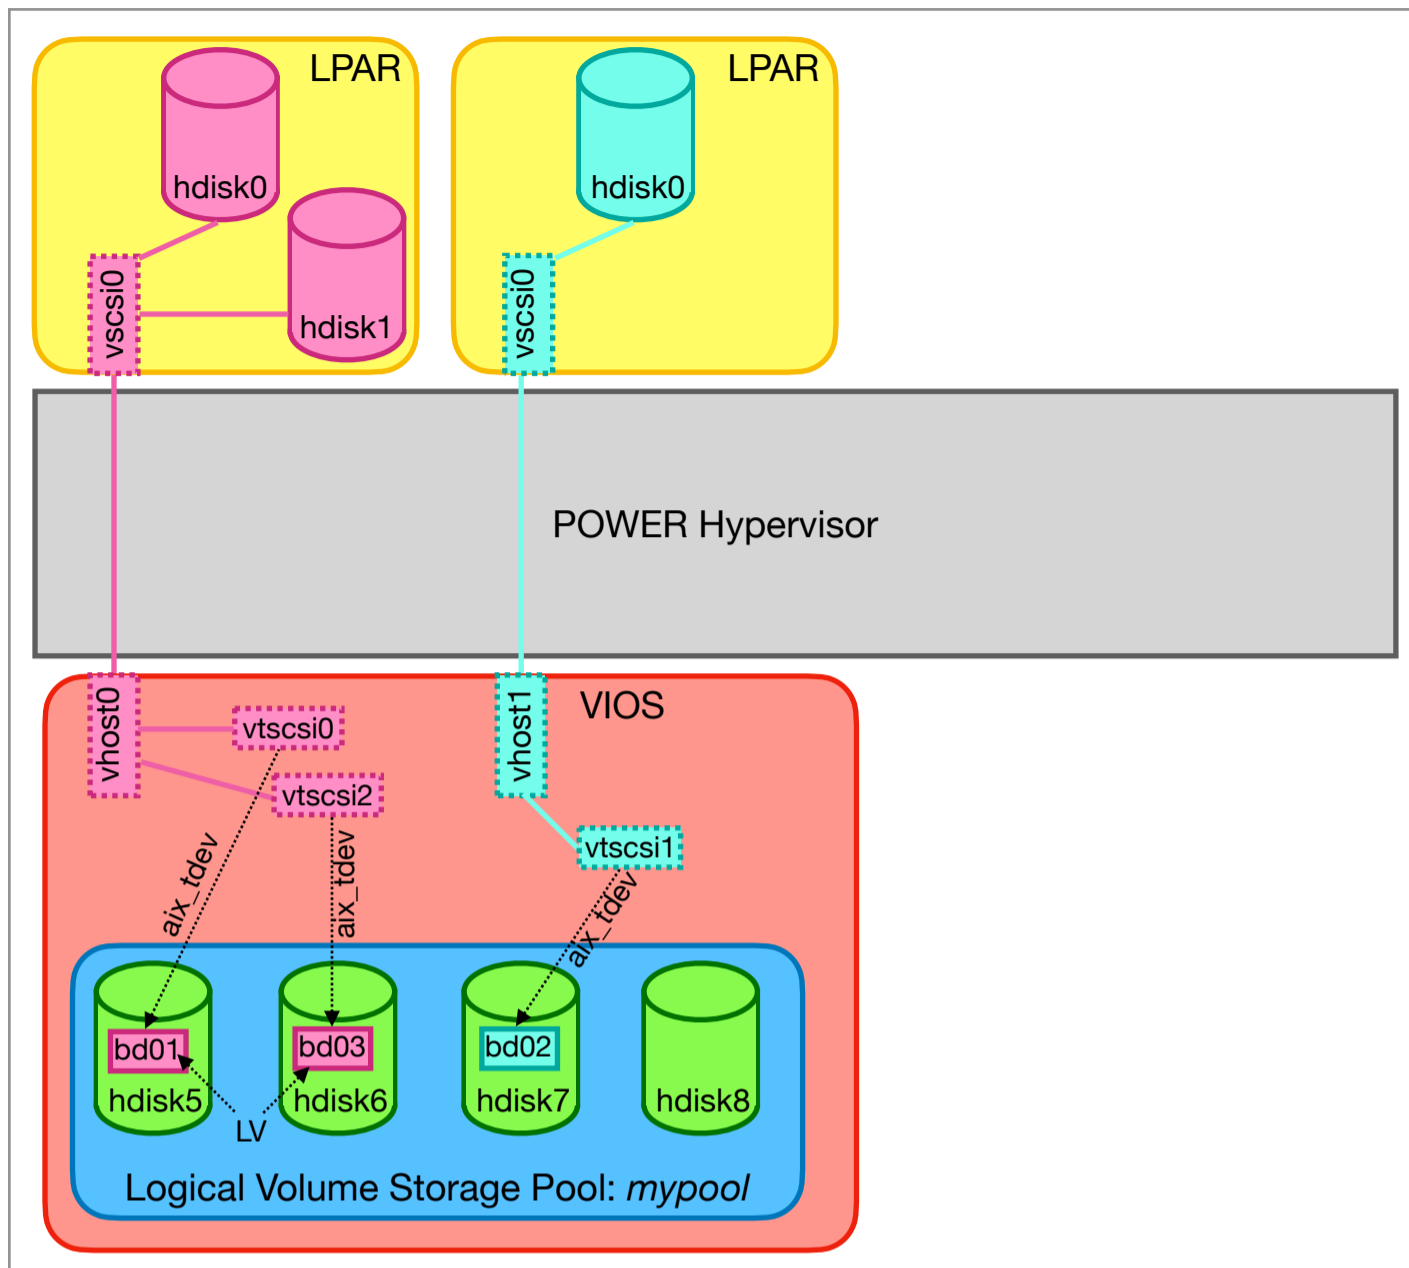 LPAR
hdisk0
vscsi0
hdisk1
LPAR
hdisk0
vscsi0
POWER Hypervisor
VIOS
vhost0
vtscsi0
vtscsi2
vhost1
vtscsi1
aix_tdev
aix_tdev
aix_tdev
bd01
bd03
bd02
hdisk5
hdisk6
hdisk7
hdisk8
LV
Logical Volume Storage Pool: mypool